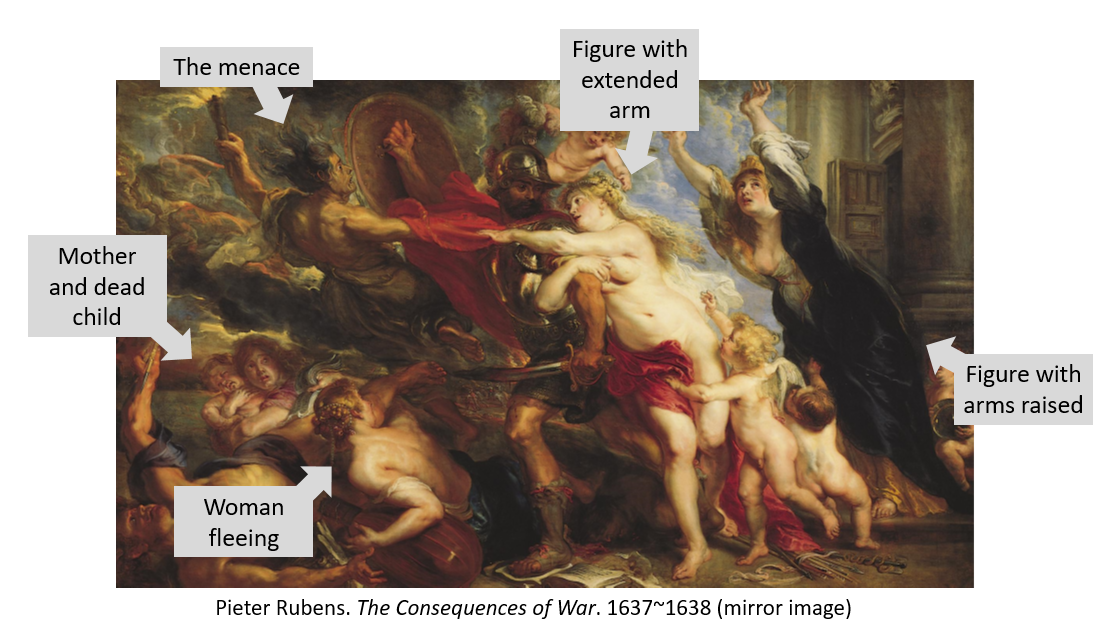 The menace
Figure with
extended
arm
Mother
and dead
child
Figure with
arms raised
Woman
fleeing
Pieter Rubens. The Consequences of War. 1637~1638 (mirror image)